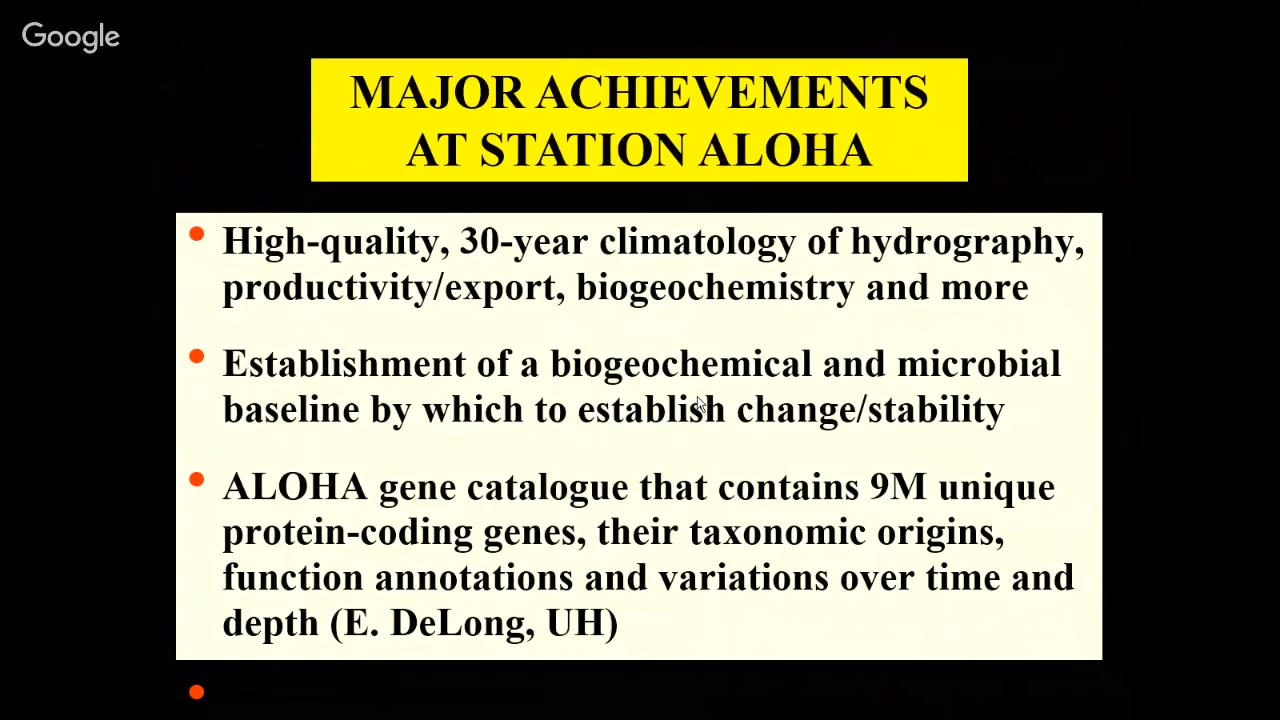 Google
MAJOR ACHIEVEMENTS
AT STATION ALOHA
• High-quality, 30-year climatology of hydrography,
productivity/export, biogeochemistry and more
• Establishment of a biogeochemical and microbial
baseline by which to establish change/stability
• ALOHA gene catalogue that contains 9M unique
protein-coding genes, their taxonomic origins,
function annotations and variations over time and
depth (E. DeLong, UH)
•